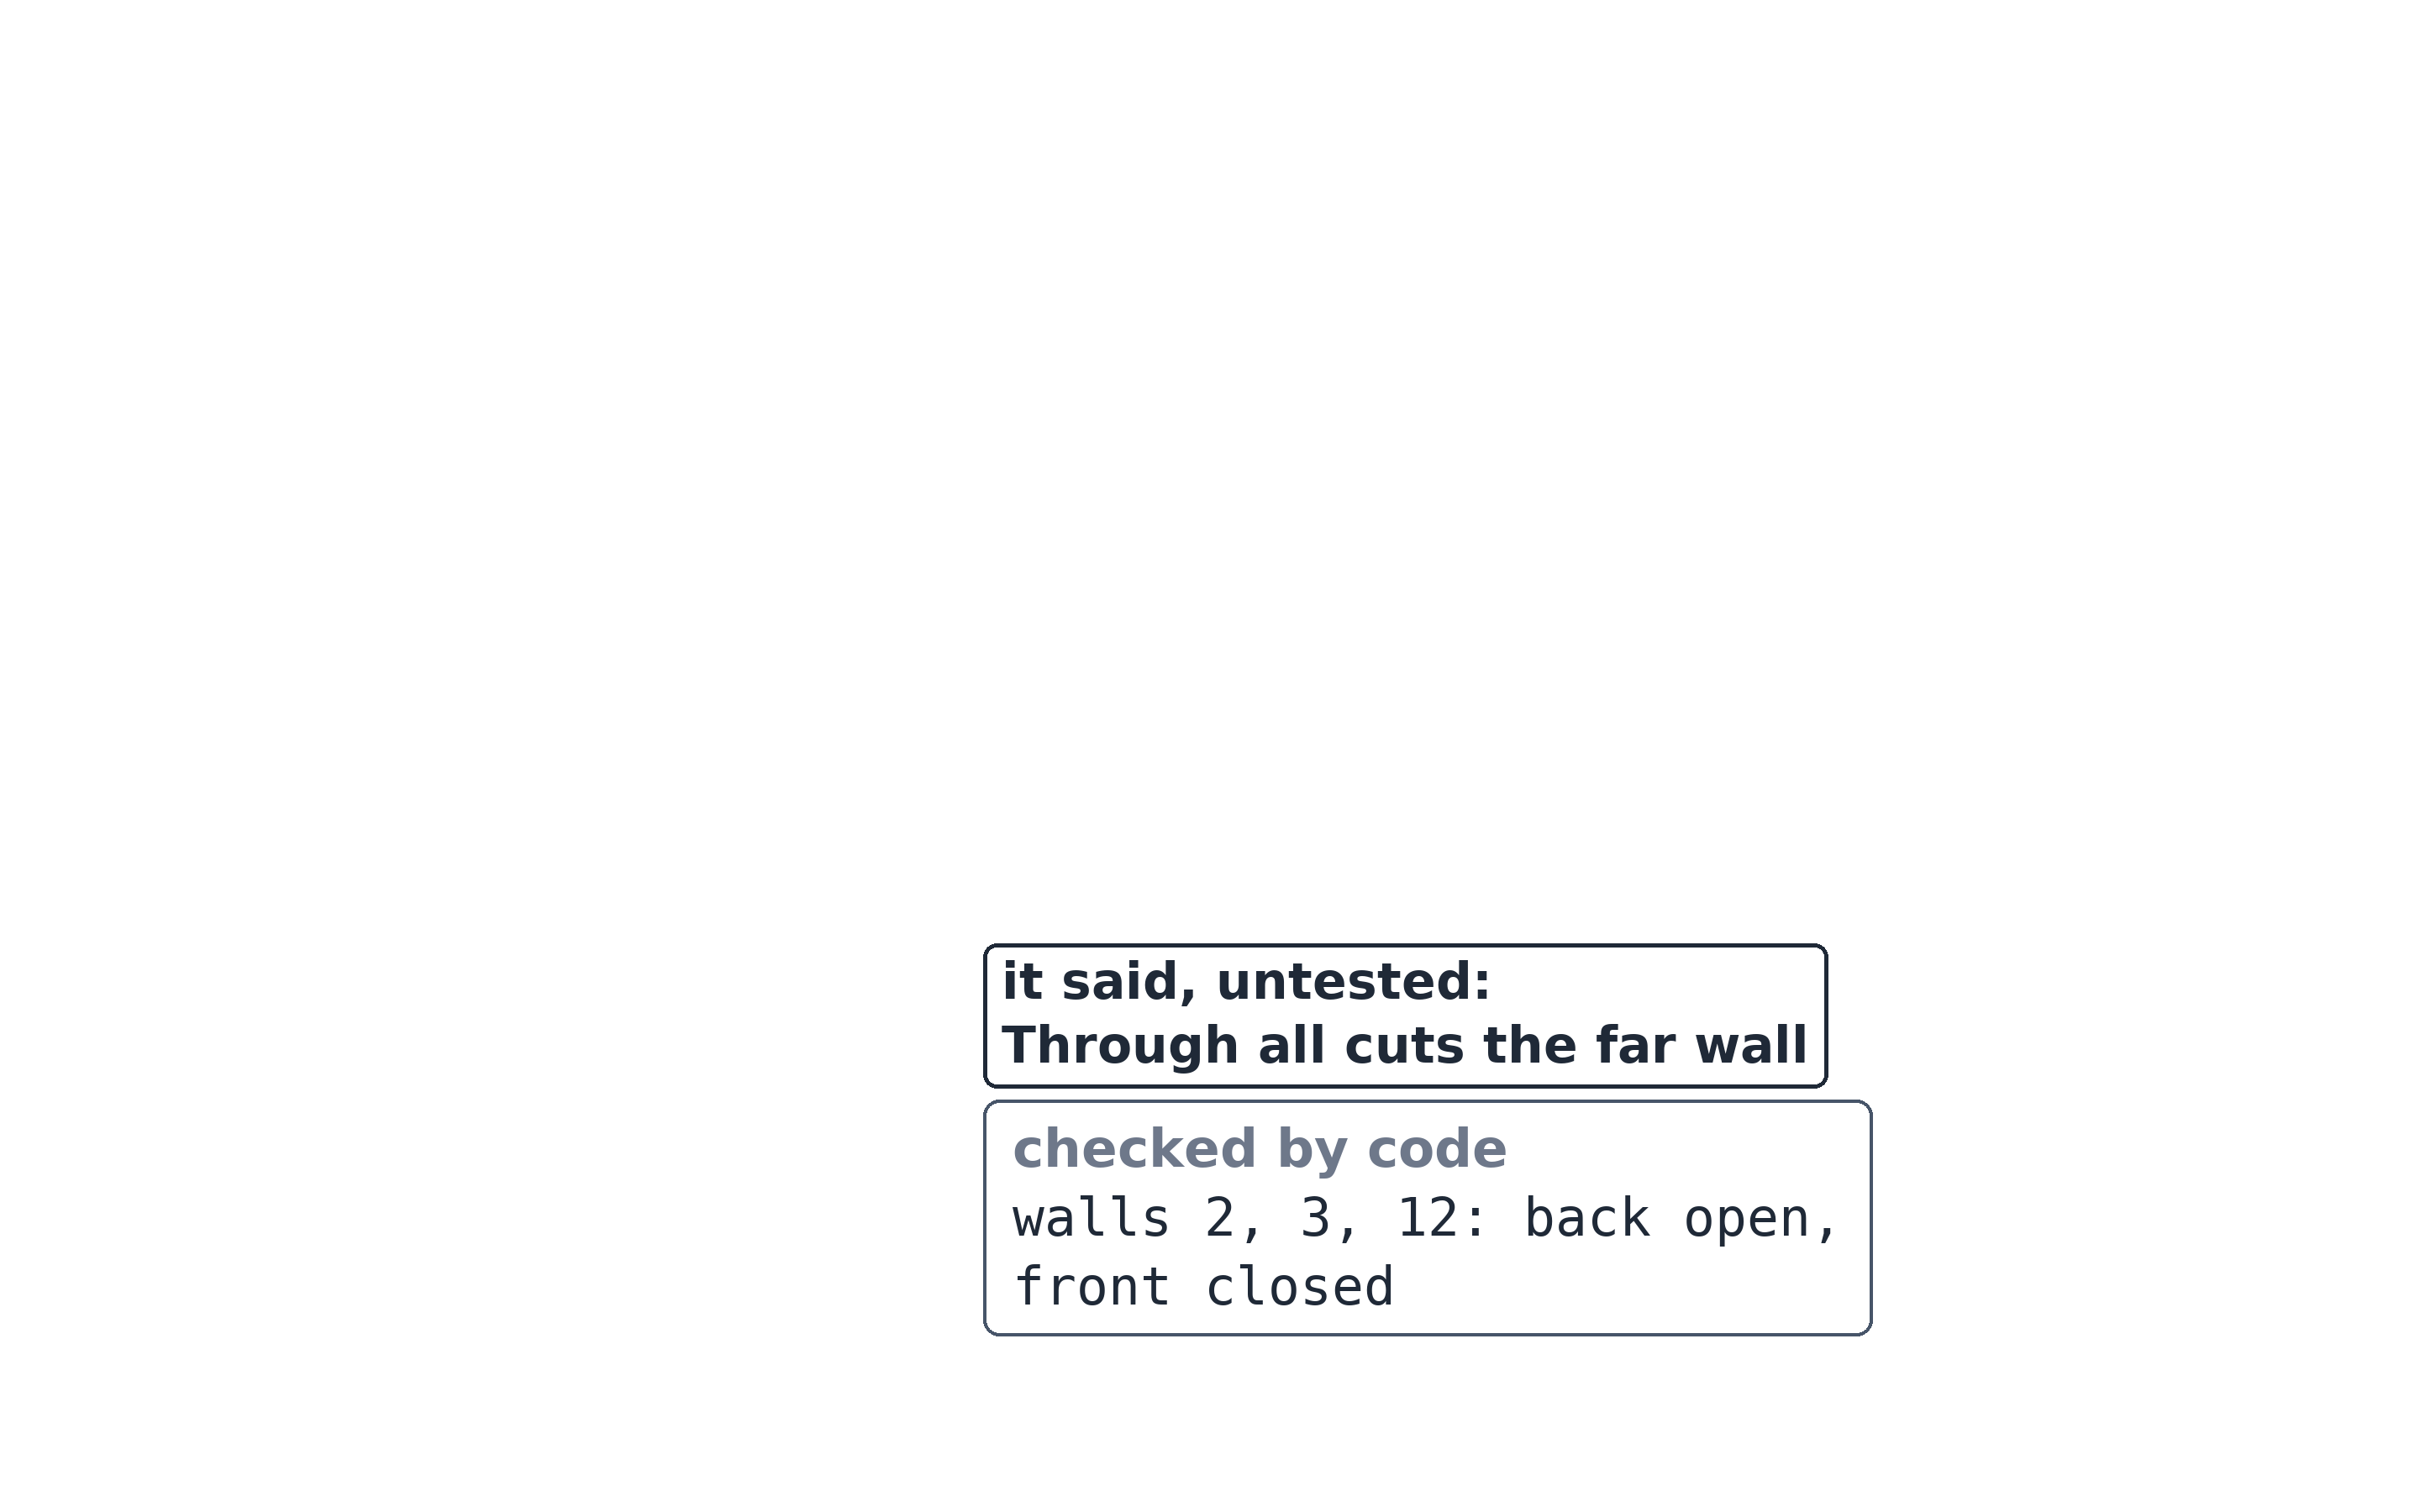 it said, untested:
Through all cuts the far wall
checked by code
walls 2, 3, 12: back open,
front closed